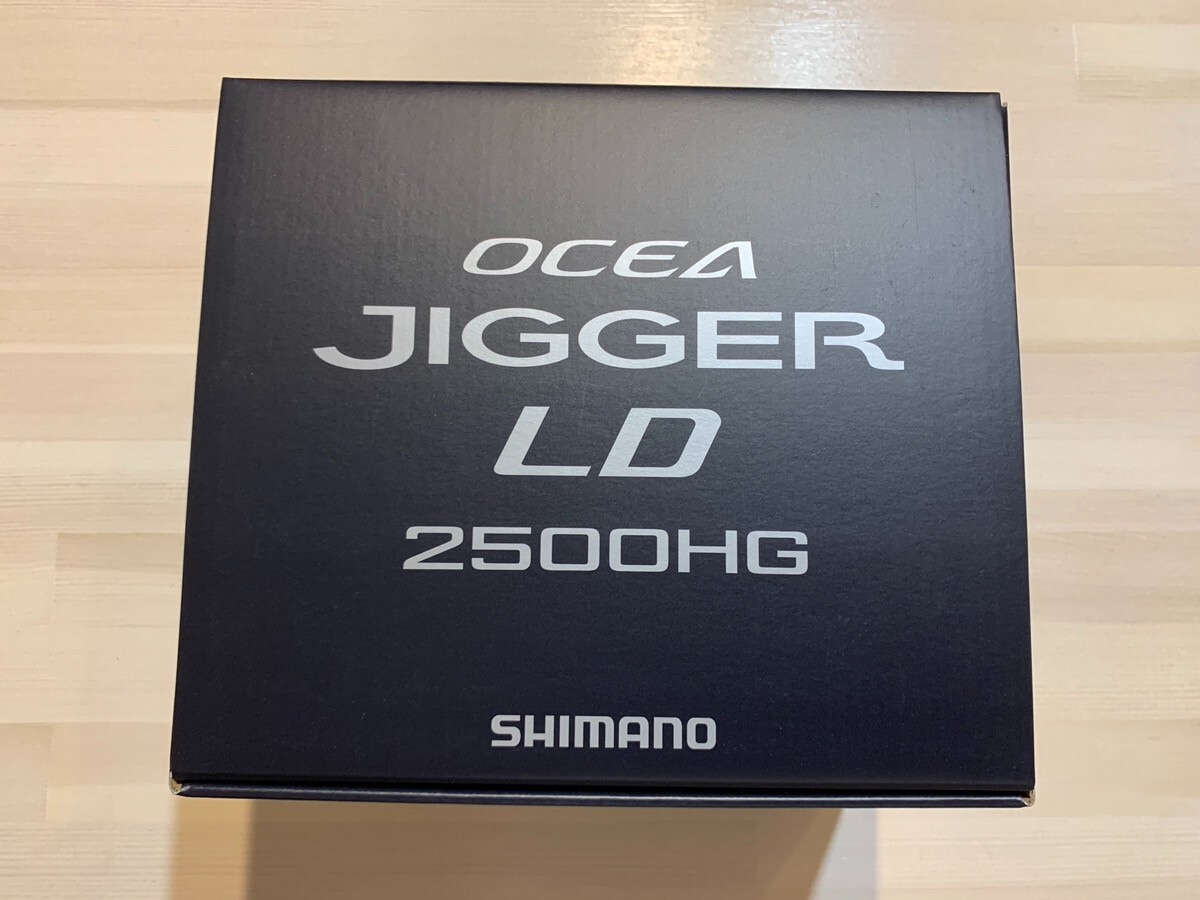 OCEA
JIGGER
LD
2500HG
SHIMANO